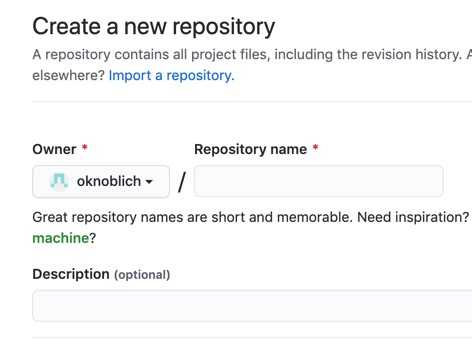 Create a new repository
A repository contains all project files, including the revision history.
elsewhere? Import a repository.
Owner *
Repository name *
oknoblich /
Great repository names are short and memorable. Need inspiration?
machine?
Description (optional)